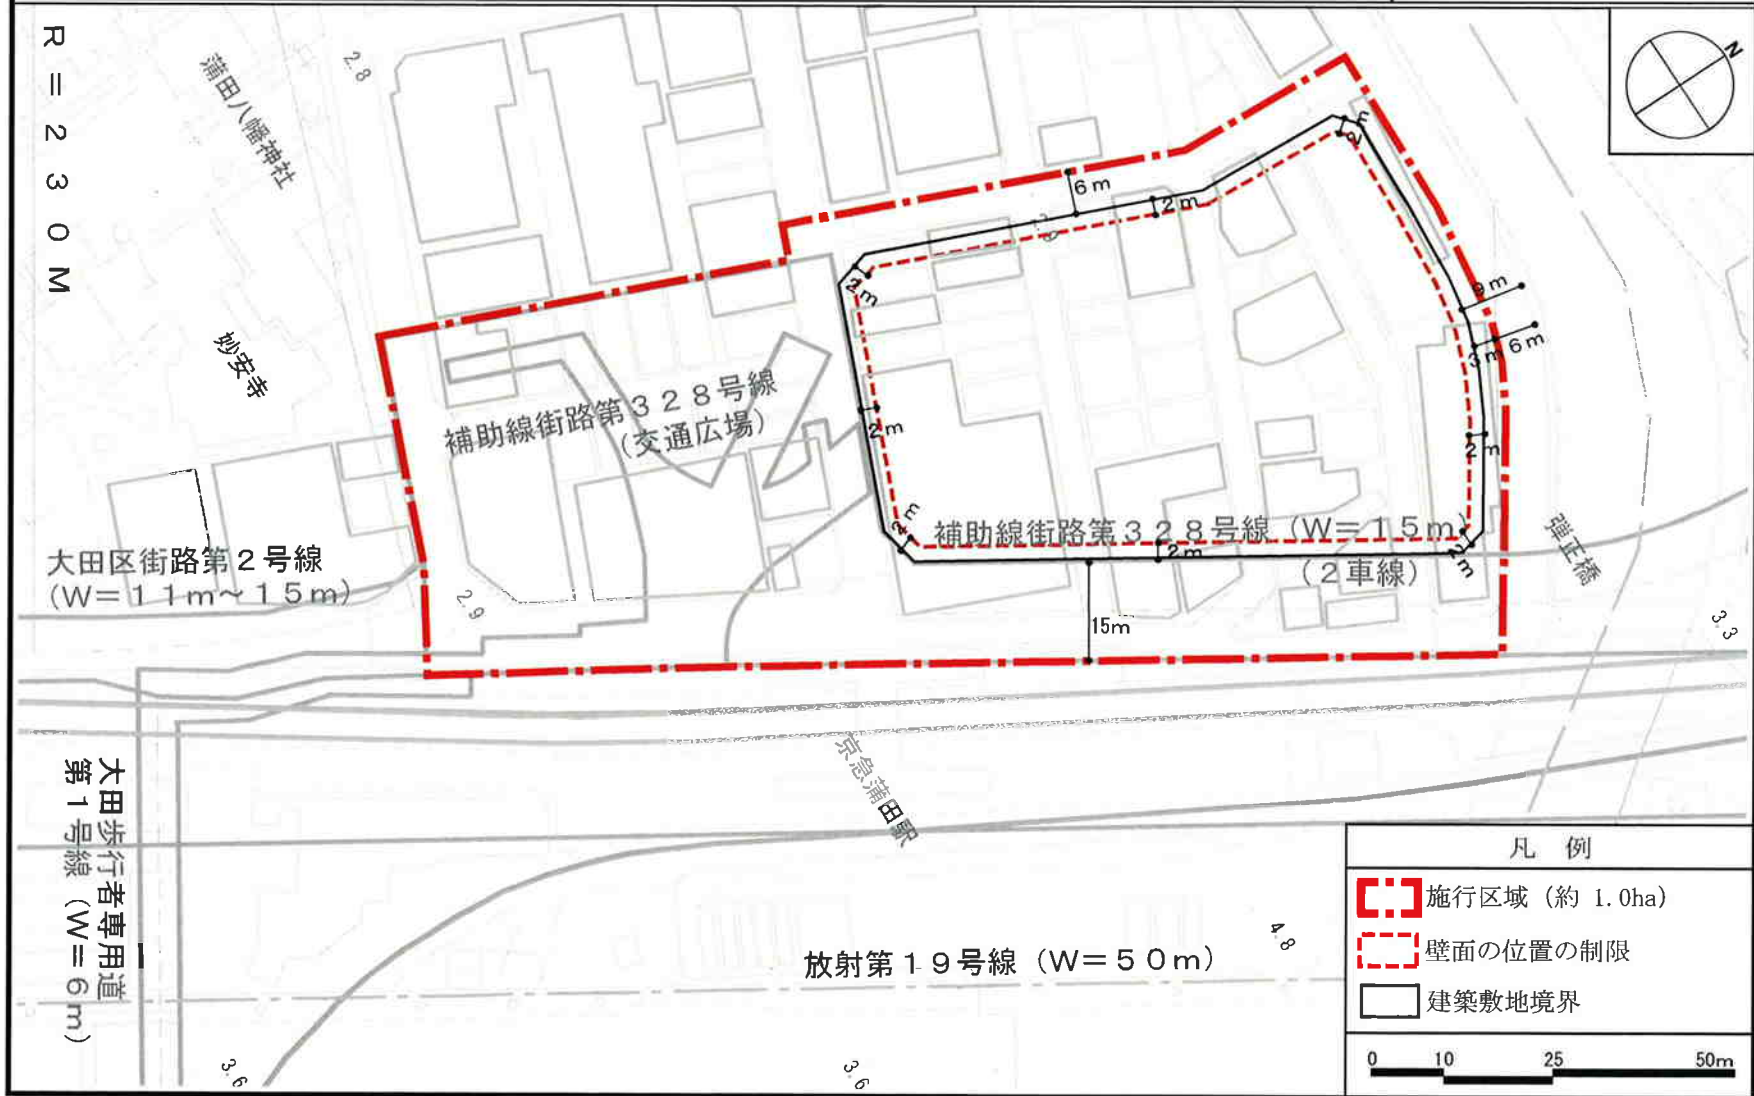 R=230M
蒲田八幡神社
2.8
N
妙安寺
6m
2m
2m
2m
9m
3m 6m
補助線街路第328号線
(交通広場)
2m
2m
2m
補助線街路第328号線 (W=15m)
2m
(2車線)
2m
弾正橋
大田区街路第2号線
(W=11m~15m)
2.9
15m
3.3
大田歩行者専用道
第1号線 (W=6m)
京急蒲田駅
放射第19号線 (W=50m)
4.8
3.6
3.6
凡 例
施行区域 (約 1.0ha)
壁面の位置の制限
建築敷地境界
0 10 25 50m